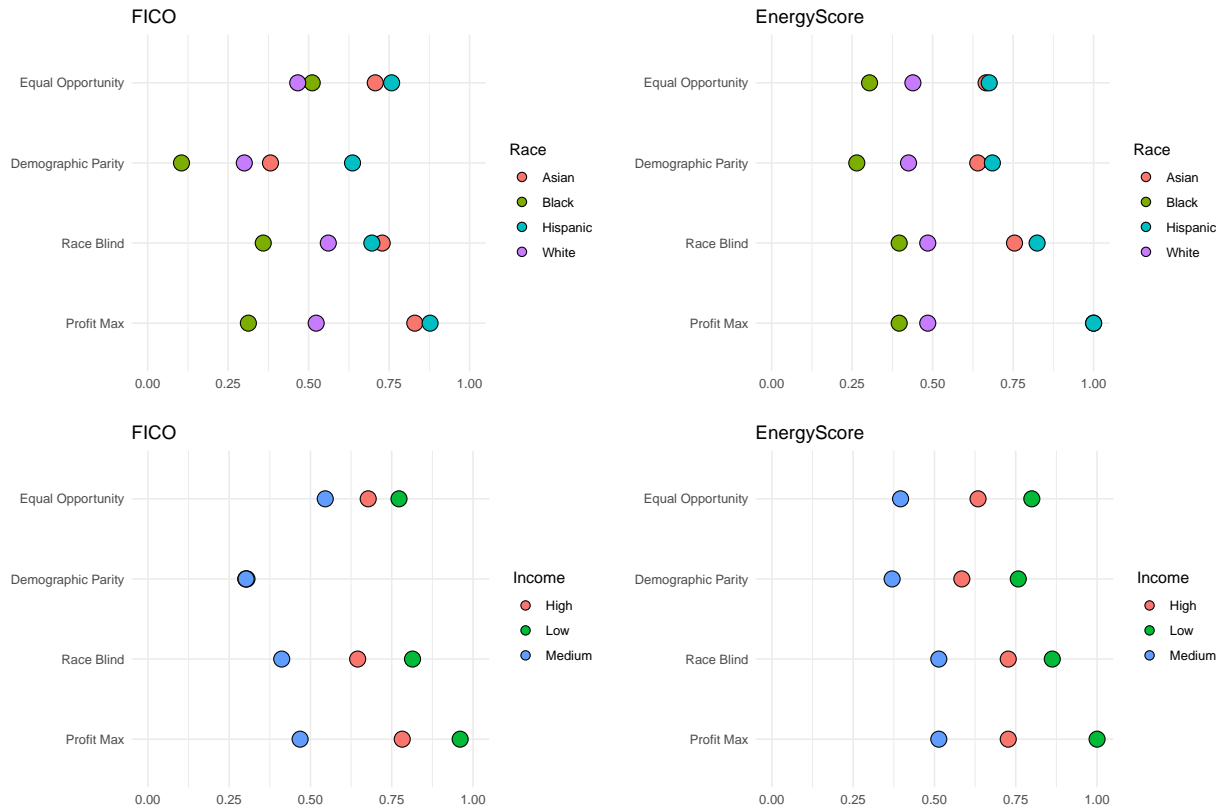 FICO
Equal Opportunity
Demographic Parity
Race Blind
Profit Max
0.00 0.25 0.50 0.75 1.00
Race
Asian
Black
Hispanic
White
EnergyScore
Equal Opportunity
Demographic Parity
Race Blind
Profit Max
0.00 0.25 0.50 0.75 1.00
Race
Asian
Black
Hispanic
White
FICO
Equal Opportunity
Demographic Parity
Race Blind
Profit Max
0.00 0.25 0.50 0.75 1.00
Income
High
Low
Medium
EnergyScore
Equal Opportunity
Demographic Parity
Race Blind
Profit Max
0.00 0.25 0.50 0.75 1.00
Income
High
Low
Medium